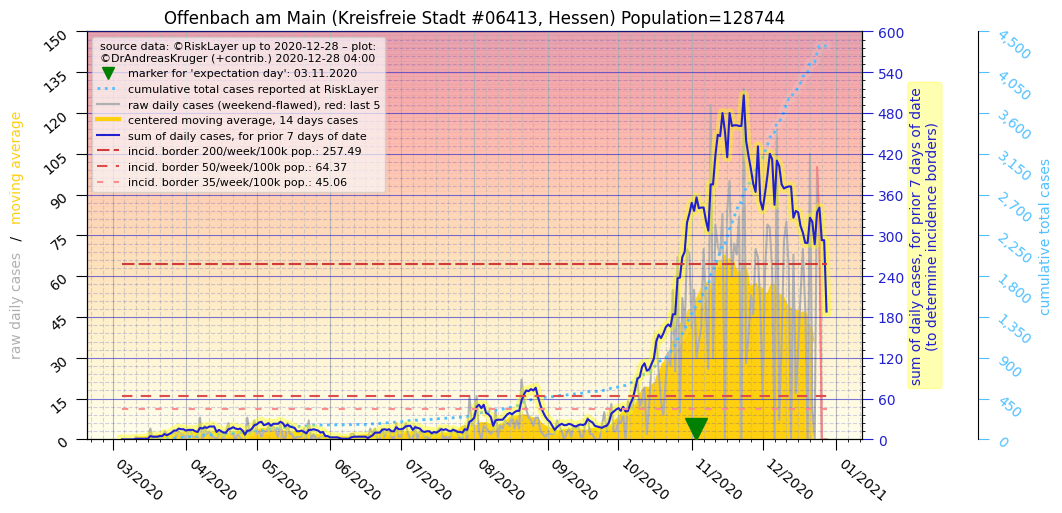 Offenbach am Main (Kreisfreie Stadt #06413, Hessen) Population=128744
source data: ©RiskLayer up to 2020-12-28 – plot:
©DrAndreasKruger (+contrib.) 2020-12-28 04:00
marker for 'expectation day': 03.11.2020
cumulative total cases reported at RiskLayer
raw daily cases (weekend-flawed), red: last 5
centered moving average, 14 days cases
sum of daily cases, for prior 7 days of date
incid. border 200/week/100k pop.: 257.49
incid. border 50/week/100k pop.: 64.37
incid. border 35/week/100k pop.: 45.06
raw daily cases / moving average
150
135
120
105
90
75
60
45
30
15
0
03/2020
04/2020
05/2020
06/2020
07/2020
08/2020
09/2020
10/2020
11/2020
12/2020
01/2021
600
540
480
420
360
300
240
180
120
60
0
sum of daily cases, for prior 7 days of date
(to determine incidence borders)
4,500
4,050
3,600
3,150
2,700
2,250
1,800
1,350
900
450
0
cumulative total cases